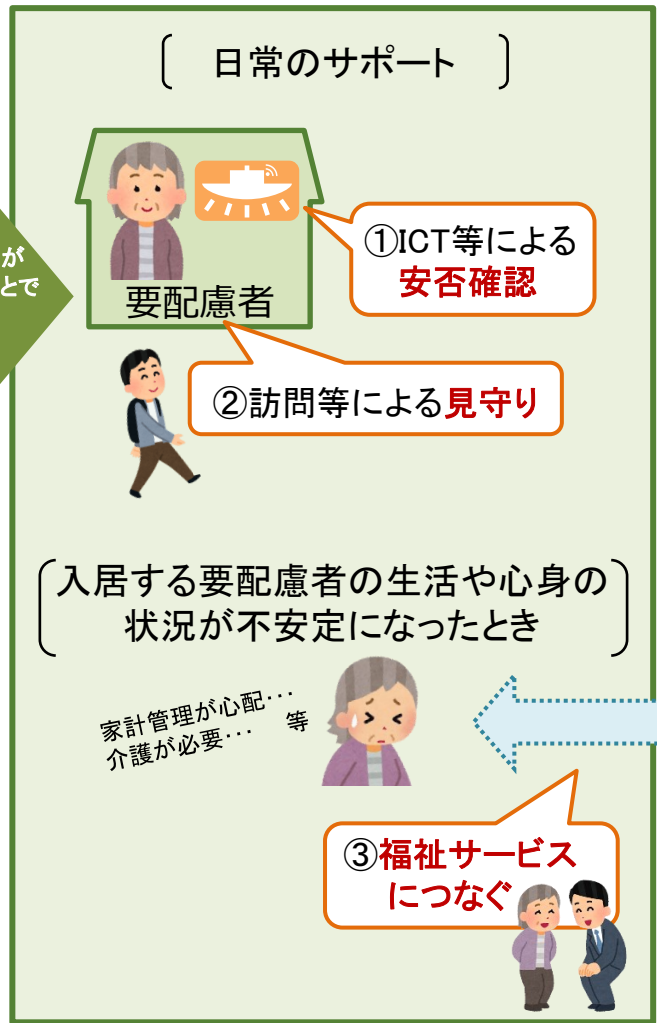 日常のサポート
が
とで
①ICT等による
安否確認
要配慮者
②訪問等による見守り
入居する要配慮者の生活や心身の
状況が不安定になったとき
家計管理が心配･･･
介護が必要･･･ 等
③福祉サービス
につなぐ